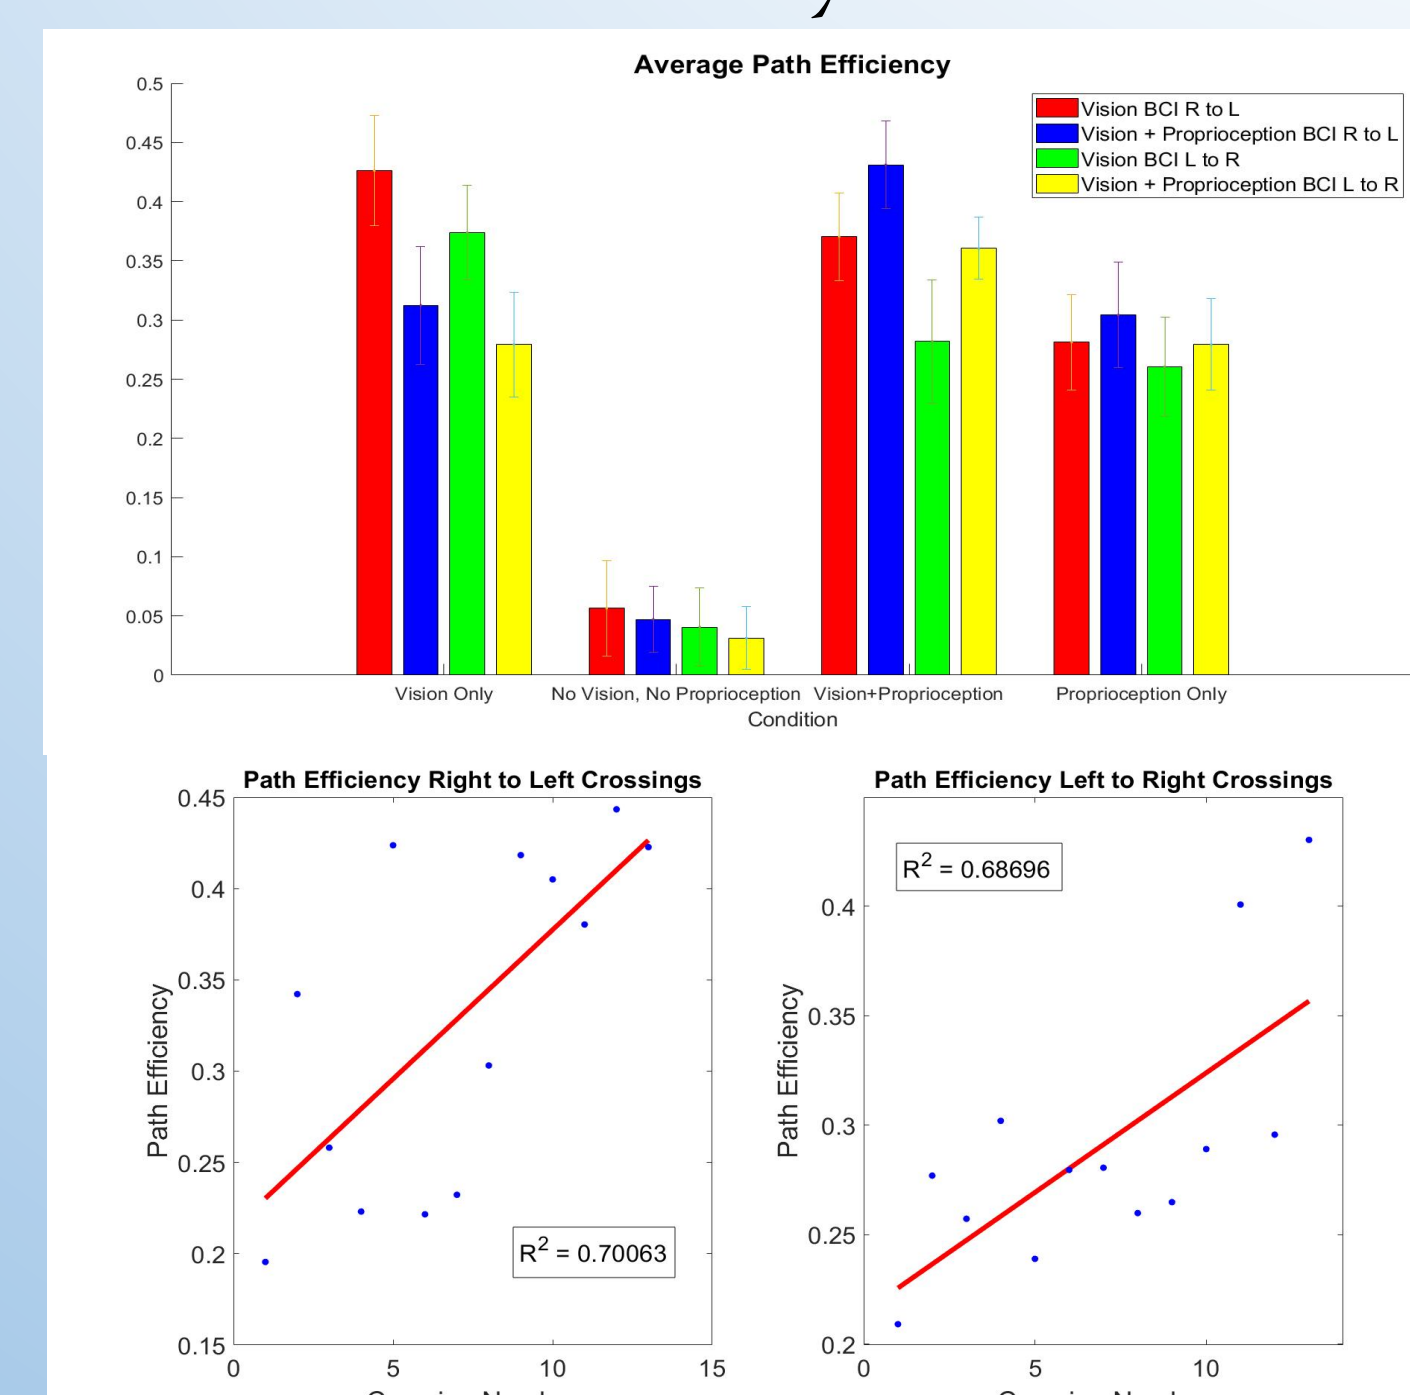 Average Path Efficiency
0.5
0.45
0.4
0.35
0.3
0.25
0.2
0.15
0.1
0.05
0
Vision BCI R to L
Vision + Proprioception BCI R to L
Vision BCI L to R
Vision + Proprioception BCI L to R
Vision Only
No Vision, No Proprioception
Vision+Proprioception
Proprioception Only
Condition
Path Efficiency Right to Left Crossings
0.45
0.4
0.35
0.3
0.25
0.2
0.15
Path Efficiency
R² = 0.70063
0 5 10 15
Path Efficiency Left to Right Crossings
R² = 0.68696
0.4
0.35
0.3
0.25
0.2
Path Efficiency
0 5 10